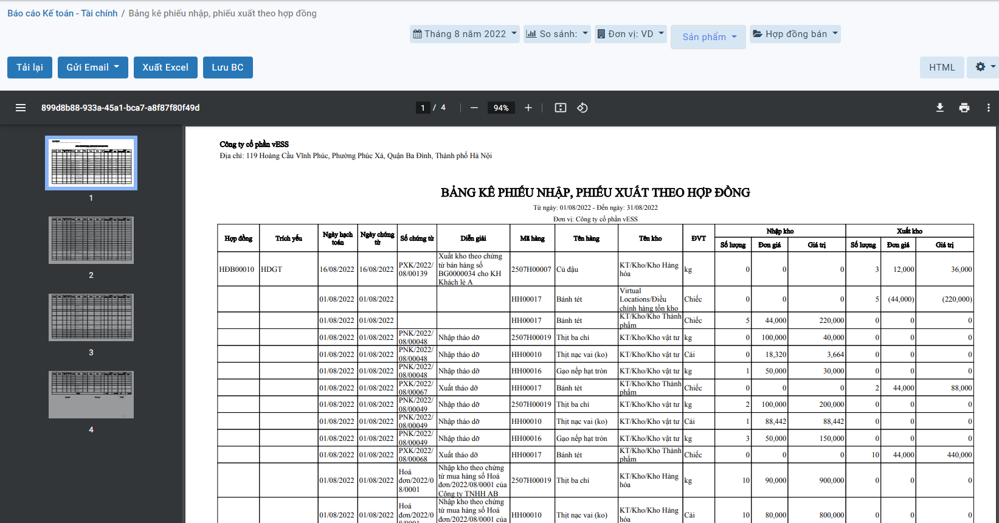 Báo cáo Kế toán - Tài chính / Bảng kê phiếu nhập, phiếu xuất theo hợp đồng
Tháng 8 năm 2022 So sánh: Đơn vị: VD Sản phẩm Hợp đồng bán
Tải lại Gửi Email Xuất Excel Lưu BC HTML
899d8b88-933a-45a1-bca7-a8f87f80f49d 1 / 4 94%
1
2
3
4
Công ty cổ phần vESS
Địa chỉ: 119 Hoàng Cầu Vĩnh Phúc, Phường Phúc Xá, Quận Ba Đình, Thành phố Hà Nội
BẢNG KÊ PHIẾU NHẬP, PHIẾU XUẤT THEO HỢP ĐỒNG
Từ ngày: 01/08/2022 - Đến ngày: 31/08/2022
Đơn vị: Công ty cổ phần vESS
Hợp đồng Trích yếu Ngày hạch toán Ngày chứng từ Số chứng từ Diễn giải Mã hàng Tên hàng Tên kho ĐVT Nhập kho Xuất kho
Số lượng Đơn giá Giá trị Số lượng Đơn giá Giá trị
HĐB00010 HDGT 16/08/2022 16/08/2022 PXK/2022/08/00139 Xuất kho theo chứng từ bán hàng số BG0000034 cho KH Khách lẻ A 2507H00007 Củ đậu KT/Kho/Kho Hàng hóa kg 0 0 0 3 12,000 36,000
01/08/2022 01/08/2022 HH00017 Bánh tét Virtual Locations/Điều chỉnh hàng tồn kho Chiếc 0 0 0 5 (44,000) (220,000)
01/08/2022 01/08/2022 HH00017 Bánh tét KT/Kho/Kho Thành phẩm Chiếc 5 44,000 220,000 0 0 0
01/08/2022 01/08/2022 PNK/2022/08/00048 Nhập tháo dỡ 2507H00019 Thịt ba chỉ KT/Kho/Kho vật tư kg 0 100,000 40,000 0 0 0
01/08/2022 01/08/2022 PNK/2022/08/00048 Nhập tháo dỡ HH00010 Thịt nạc vai (ko) KT/Kho/Kho vật tư Cái 0 18,320 3,664 0 0 0
01/08/2022 01/08/2022 PNK/2022/08/00048 Nhập tháo dỡ HH00016 Gạo nếp hạt tròn KT/Kho/Kho vật tư kg 1 50,000 30,000 0 0 0
01/08/2022 01/08/2022 PXK/2022/08/00067 Xuất tháo dỡ HH00017 Bánh tét KT/Kho/Kho Thành phẩm Chiếc 0 0 0 2 44,000 88,000
01/08/2022 01/08/2022 PNK/2022/08/00049 Nhập tháo dỡ 2507H00019 Thịt ba chỉ KT/Kho/Kho vật tư kg 2 100,000 200,000 0 0 0
01/08/2022 01/08/2022 PNK/2022/08/00049 Nhập tháo dỡ HH00010 Thịt nạc vai (ko) KT/Kho/Kho vật tư Cái 1 88,442 88,442 0 0 0
01/08/2022 01/08/2022 PNK/2022/08/00049 Nhập tháo dỡ HH00016 Gạo nếp hạt tròn KT/Kho/Kho vật tư kg 3 50,000 150,000 0 0 0
01/08/2022 01/08/2022 PXK/2022/08/00068 Xuất tháo dỡ HH00017 Bánh tét KT/Kho/Kho Thành phẩm Chiếc 0 0 0 10 44,000 440,000
01/08/2022 01/08/2022 Hoá đơn/2022/08/0001 Nhập kho theo chứng từ mua hàng số Hoá đơn/2022/08/0001 của Công ty TNHH AB 2507H00019 Thịt ba chỉ KT/Kho/Kho Hàng hóa kg 10 90,000 900,000 0 0 0
01/08/2022 01/08/2022 Hoá đơn/2022/08/0001 Nhập kho theo chứng từ mua hàng số Hoá đơn/2022/08/0001 của HH00010 Thịt nạc vai (ko) KT/Kho/Kho Hàng hóa Cái 10 80,000 800,000 0 0 0